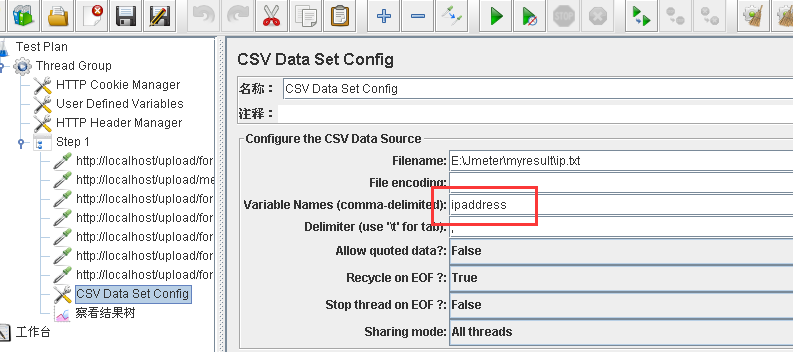 Test Plan
Thread Group
HTTP Cookie Manager
User Defined Variables
HTTP Header Manager
Step 1
http://localhost/upload/for
http://localhost/upload/me
http://localhost/upload/for
http://localhost/upload/for
http://localhost/upload/for
http://localhost/upload/for
http://localhost/upload/for
CSV Data Set Config
察看结果树
工作台
CSV Data Set Config
名称: CSV Data Set Config
注释:
Configure the CSV Data Source
Filename: E:\Jmeter\myresult\ip.txt
File encoding:
Variable Names (comma-delimited): ipaddress
Delimiter (use '\t' for tab): ,
Allow quoted data?: False
Recycle on EOF ?: True
Stop thread on EOF ?: False
Sharing mode: All threads
STOP